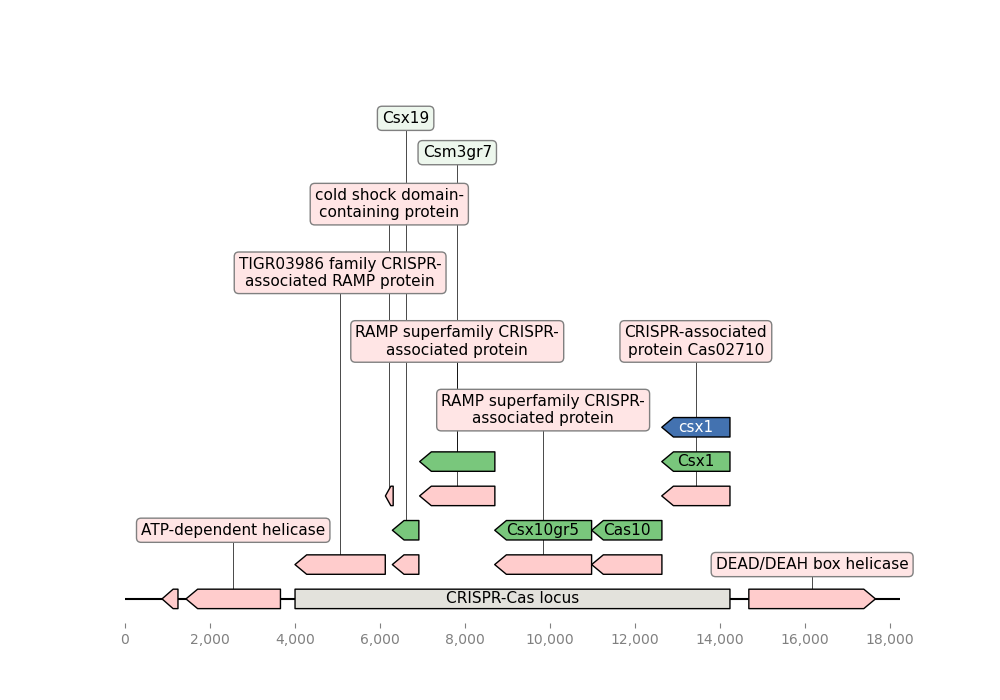 Csx19
Csm3gr7
cold shock domain-
containing protein
TIGR03986 family CRISPR-
associated RAMP protein
RAMP superfamily CRISPR-
associated protein
CRISPR-associated
protein Cas02710
RAMP superfamily CRISPR-
associated protein
csx1
Csx1
ATP-dependent helicase
Csx10gr5
Cas10
DEAD/DEAH box helicase
CRISPR-Cas locus
0 2,000 4,000 6,000 8,000 10,000 12,000 14,000 16,000 18,000